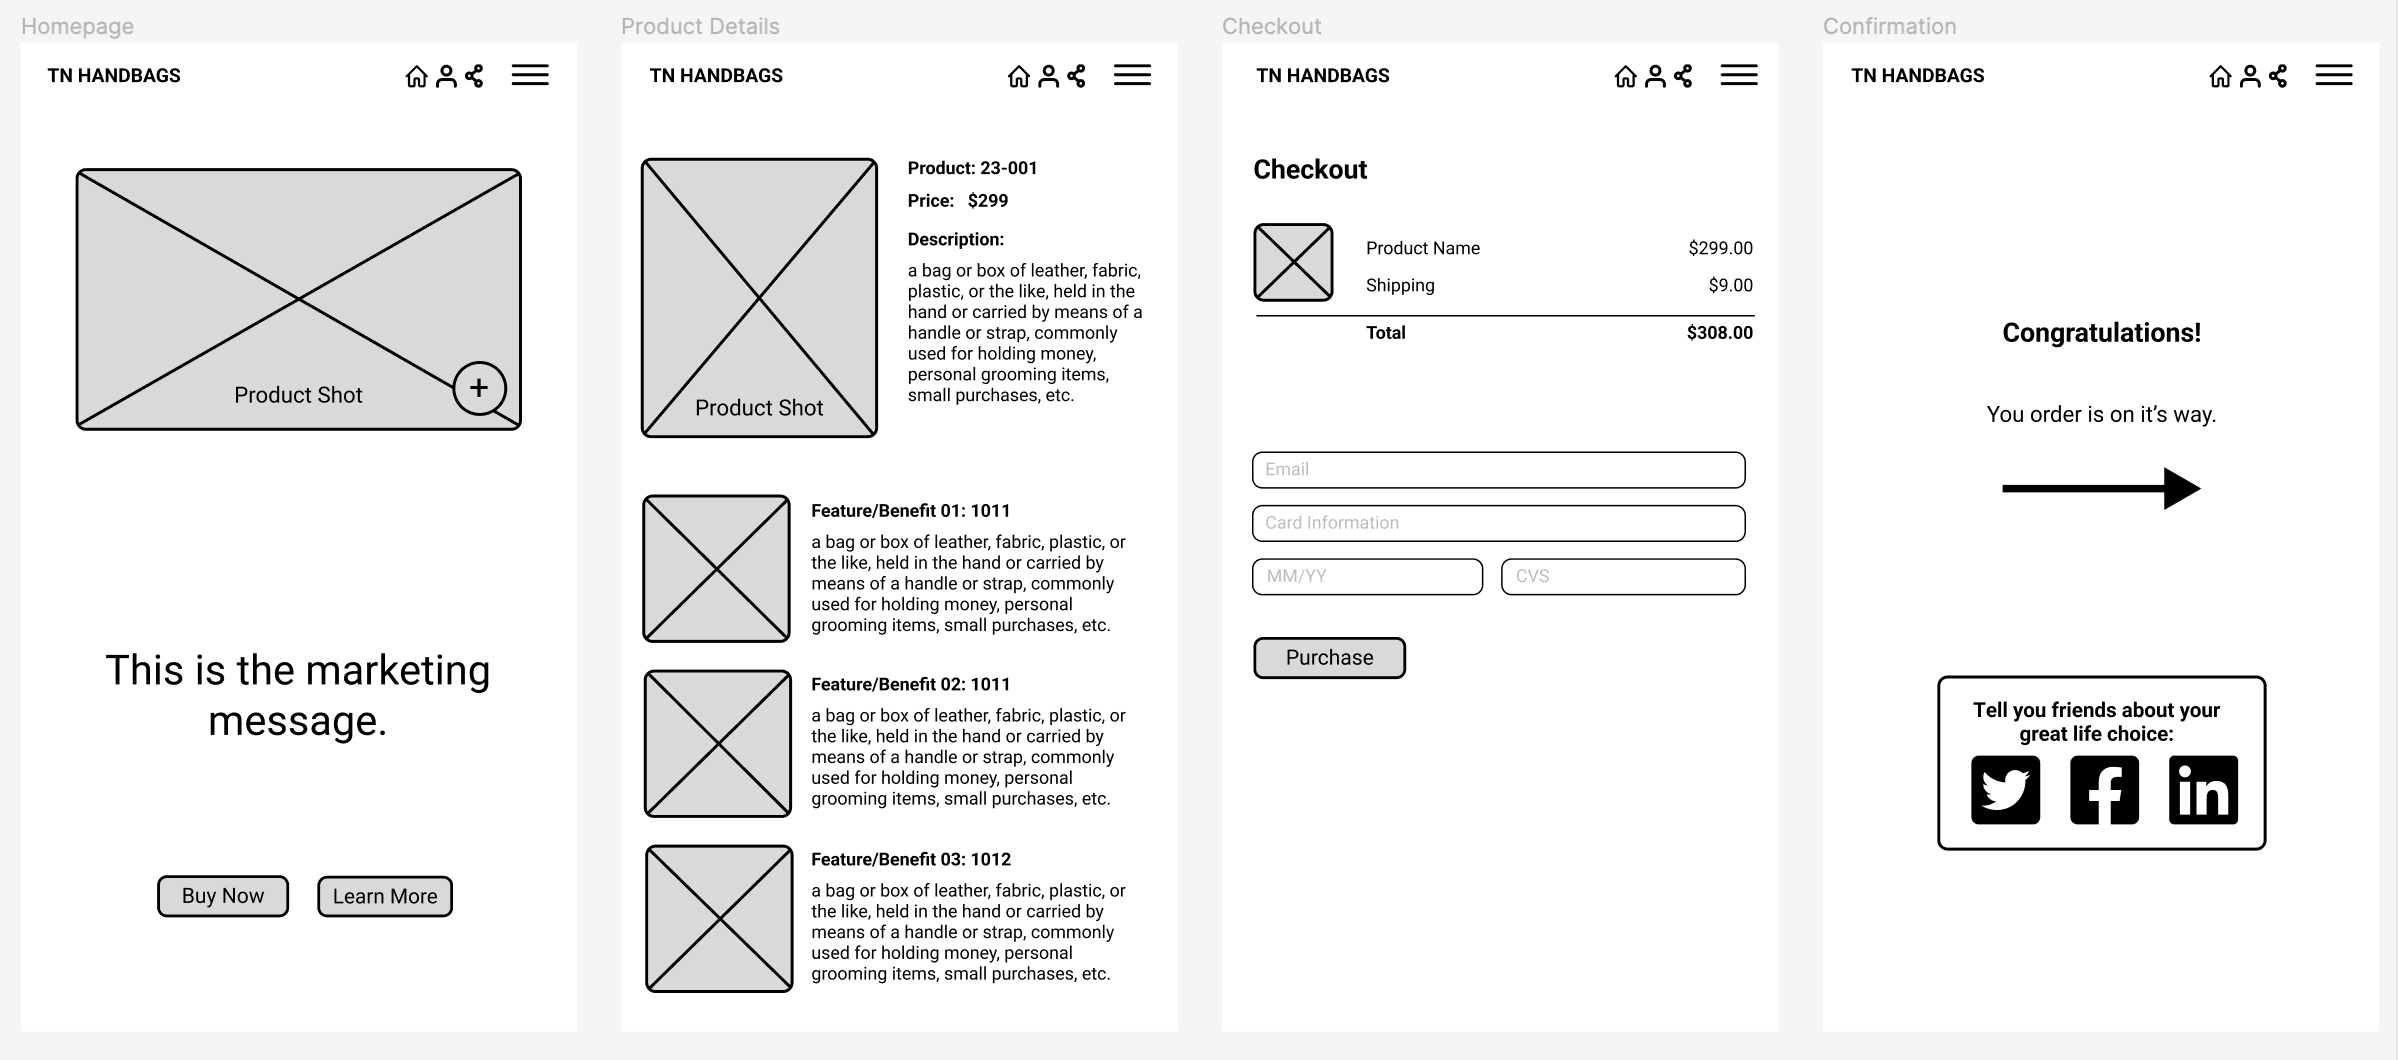 Homepage
TN HANDBAGS
+
Product Shot
This is the marketing
message.
Buy Now
Learn More
Product Details
TN HANDBAGS
Product Shot
Product: 23-001
Price: $299
Description:
a bag or box of leather, fabric,
plastic, or the like, held in the
hand or carried by means of a
handle or strap, commonly
used for holding money,
personal grooming items,
small purchases, etc.
Feature/Benefit 01: 1011
a bag or box of leather, fabric, plastic, or
the like, held in the hand or carried by
means of a handle or strap, commonly
used for holding money, personal
grooming items, small purchases, etc.
Feature/Benefit 02: 1011
a bag or box of leather, fabric, plastic, or
the like, held in the hand or carried by
means of a handle or strap, commonly
used for holding money, personal
grooming items, small purchases, etc.
Feature/Benefit 03: 1012
a bag or box of leather, fabric, plastic, or
the like, held in the hand or carried by
means of a handle or strap, commonly
used for holding money, personal
grooming items, small purchases, etc.
Checkout
TN HANDBAGS
Checkout
Product Name $299.00
Shipping $9.00
Total $308.00
Email
Card Information
MM/YY CVS
Purchase
Confirmation
TN HANDBAGS
Congratulations!
You order is on it’s way.
Tell you friends about your
great life choice:
f in